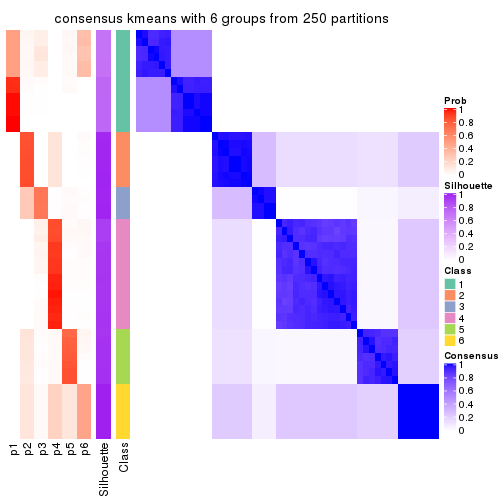 consensus kmeans with 6 groups from 250 partitions
Prob
1
0.8
0.6
0.4
0.2
0
Silhouette
1
0.8
0.6
0.4
0.2
0
Class
1
2
3
4
5
6
Consensus
1
0.8
0.6
0.4
0.2
0
p1
p2
p3
p4
p5
p6
Silhouette
Class